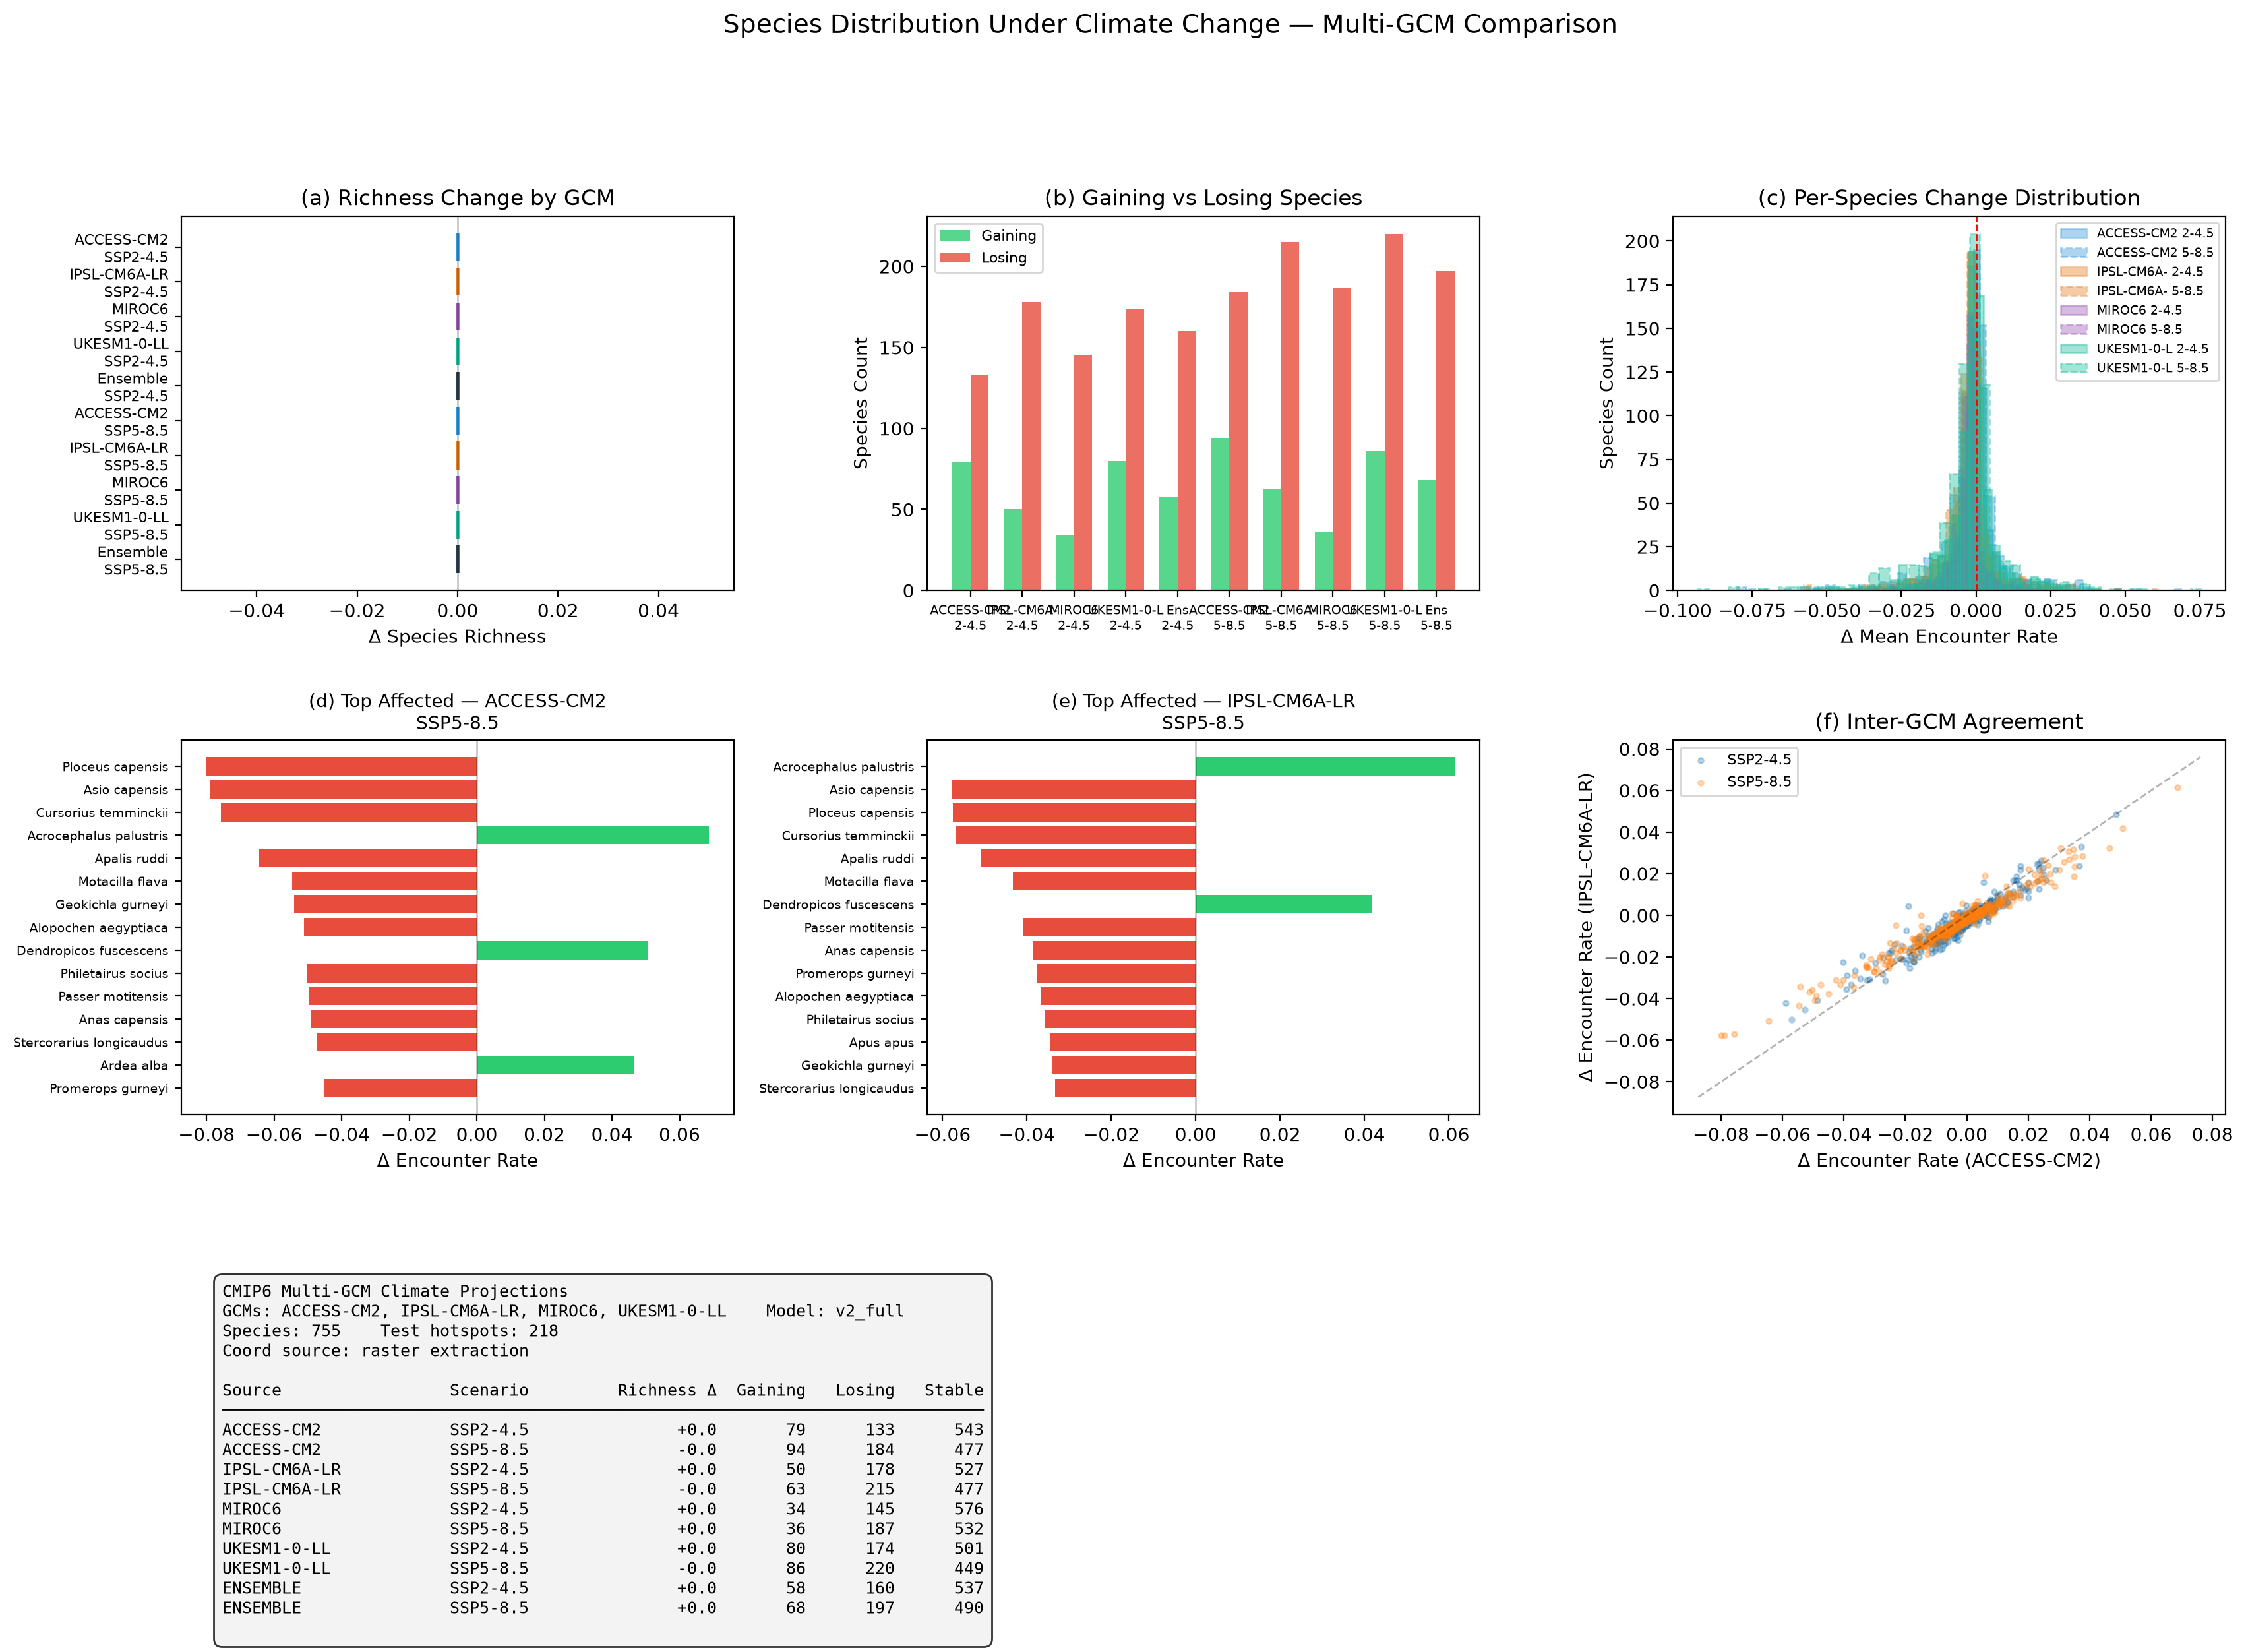 Species Distribution Under Climate Change — Multi-GCM Comparison
(a) Richness Change by GCM
ACCESS-CM2
SSP2-4.5
IPSL-CM6A-LR
SSP2-4.5
MIROC6
SSP2-4.5
UKESM1-0-LL
SSP2-4.5
Ensemble
SSP2-4.5
ACCESS-CM2
SSP5-8.5
IPSL-CM6A-LR
SSP5-8.5
MIROC6
SSP5-8.5
UKESM1-0-LL
SSP5-8.5
Ensemble
SSP5-8.5
−0.04 −0.02 0.00 0.02 0.04
Δ Species Richness
(b) Gaining vs Losing Species
Gaining
Losing
Species Count
200
150
100
50
0
ACCESS-CM2 IPSL-CM6A- MIROC6 UKESM1-0-L Ens ACCESS-CM2 IPSL-CM6A- MIROC6 UKESM1-0-L Ens
2-4.5 2-4.5 2-4.5 2-4.5 2-4.5 5-8.5 5-8.5 5-8.5 5-8.5 5-8.5
(c) Per-Species Change Distribution
ACCESS-CM2 2-4.5
ACCESS-CM2 5-8.5
IPSL-CM6A- 2-4.5
IPSL-CM6A- 5-8.5
MIROC6 2-4.5
MIROC6 5-8.5
UKESM1-0-L 2-4.5
UKESM1-0-L 5-8.5
Species Count
200
175
150
125
100
75
50
25
0
−0.100 −0.075 −0.050 −0.025 0.000 0.025 0.050 0.075
Δ Mean Encounter Rate
(d) Top Affected — ACCESS-CM2
SSP5-8.5
Ploceus capensis
Asio capensis
Cursorius temminckii
Acrocephalus palustris
Apalis ruddi
Motacilla flava
Geokichla gurneyi
Alopochen aegyptiaca
Dendropicos fuscescens
Philetairus socius
Passer motitensis
Anas capensis
Stercorarius longicaudus
Ardea alba
Promerops gurneyi
−0.08 −0.06 −0.04 −0.02 0.00 0.02 0.04 0.06
Δ Encounter Rate
(e) Top Affected — IPSL-CM6A-LR
SSP5-8.5
Acrocephalus palustris
Asio capensis
Ploceus capensis
Cursorius temminckii
Apalis ruddi
Motacilla flava
Dendropicos fuscescens
Passer motitensis
Anas capensis
Promerops gurneyi
Alopochen aegyptiaca
Philetairus socius
Apus apus
Geokichla gurneyi
Stercorarius longicaudus
−0.06 −0.04 −0.02 0.00 0.02 0.04 0.06
Δ Encounter Rate
(f) Inter-GCM Agreement
SSP2-4.5
SSP5-8.5
Δ Encounter Rate (IPSL-CM6A-LR)
0.08
0.06
0.04
0.02
0.00
−0.02
−0.04
−0.06
−0.08
−0.08 −0.06 −0.04 −0.02 0.00 0.02 0.04 0.06 0.08
Δ Encounter Rate (ACCESS-CM2)
CMIP6 Multi-GCM Climate Projections
GCMs: ACCESS-CM2, IPSL-CM6A-LR, MIROC6, UKESM1-0-LL Model: v2_full
Species: 755 Test hotspots: 218
Coord source: raster extraction
Source Scenario Richness Δ Gaining Losing Stable
ACCESS-CM2 SSP2-4.5 +0.0 79 133 543
ACCESS-CM2 SSP5-8.5 -0.0 94 184 477
IPSL-CM6A-LR SSP2-4.5 +0.0 50 178 527
IPSL-CM6A-LR SSP5-8.5 -0.0 63 215 477
MIROC6 SSP2-4.5 +0.0 34 145 576
MIROC6 SSP5-8.5 +0.0 36 187 532
UKESM1-0-LL SSP2-4.5 +0.0 80 174 501
UKESM1-0-LL SSP5-8.5 -0.0 86 220 449
ENSEMBLE SSP2-4.5 +0.0 58 160 537
ENSEMBLE SSP5-8.5 +0.0 68 197 490